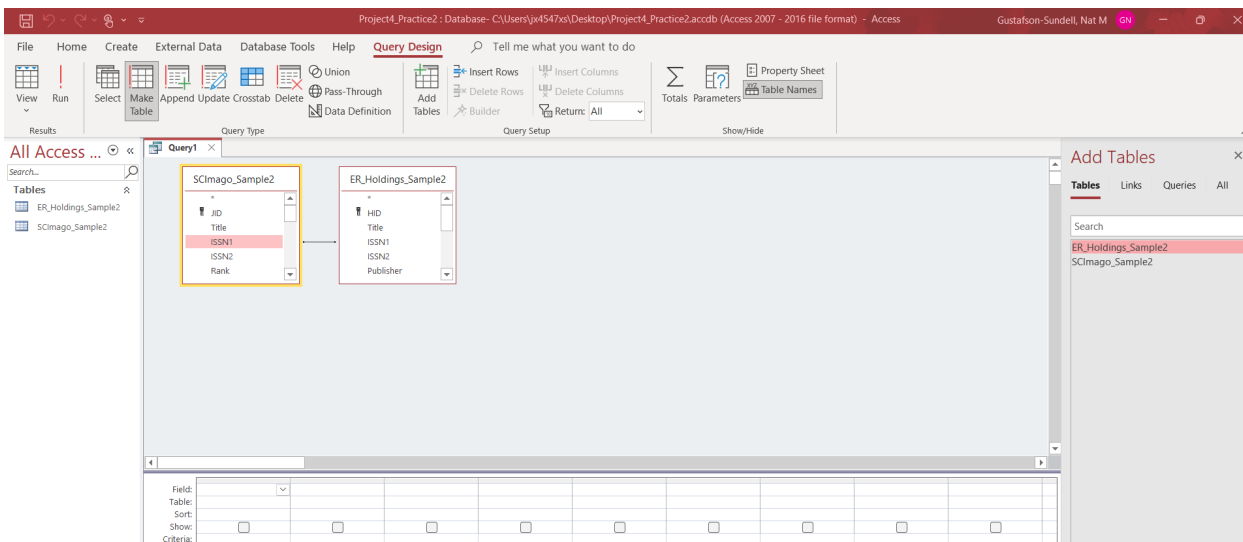 Project4_Practice2 : Database- C:\Users\jx4547xs\Desktop\Project4_Practice2.accdb (Access 2007 - 2016 file format) - Access
Gustafson-Sundell, Nat M GN
File Home Create External Data Database Tools Help Query Design Tell me what you want to do
View Run Select Make Table Append Update Crosstab Delete
Union
Pass-Through
Data Definition
Add Tables
Insert Rows
Delete Rows
Builder
Insert Columns
Delete Columns
Return: All
Totals Parameters
Property Sheet
Table Names
Results Query Type Query Setup Show/Hide
All Access ...
Search...
Tables
ER_Holdings_Sample2
SCImago_Sample2
Query1
SCImago_Sample2
*
JID
Title
ISSN1
ISSN2
Rank
ER_Holdings_Sample2
*
HID
Title
ISSN1
ISSN2
Publisher
Field:
Table:
Sort:
Show:
Criteria:
Add Tables
Tables Links Queries All
Search
ER_Holdings_Sample2
SCImago_Sample2